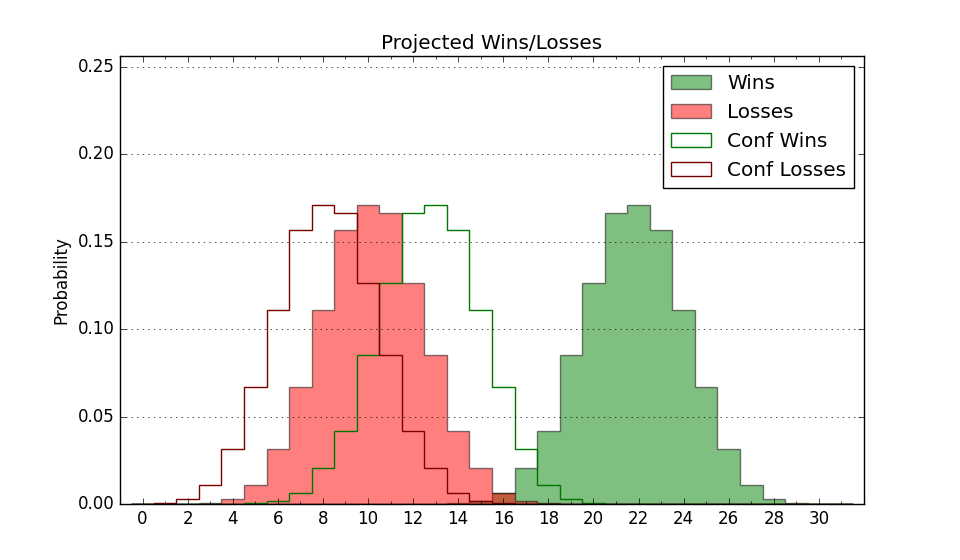 Projected Wins/Losses
0.25
0.20
0.15
0.10
0.05
0.00
Probability
Wins
Losses
Conf Wins
Conf Losses
0 2 4 6 8 10 12 14 16 18 20 22 24 26 28 30